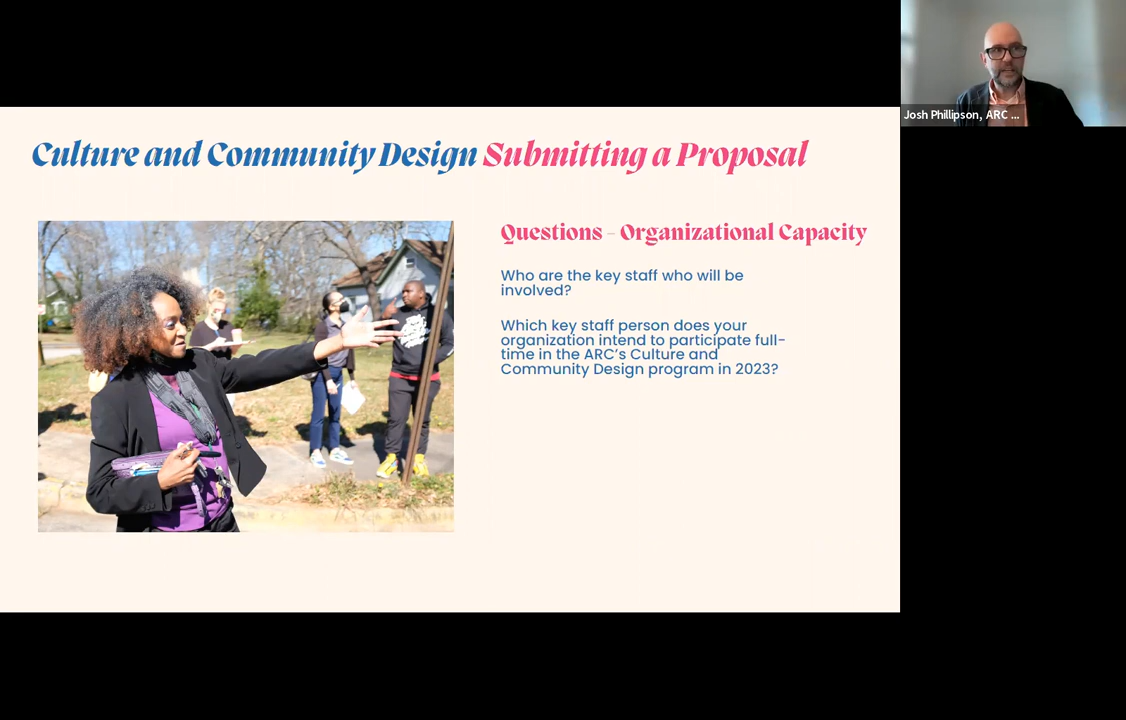 Culture and Community Design Submitting a Proposal
Questions – Organizational Capacity
Who are the key staff who will be
involved?
Which key staff person does your
organization intend to participate full-
time in the ARC's Culture and
Community Design program in 2023?
Josh Phillipson, ARC ...